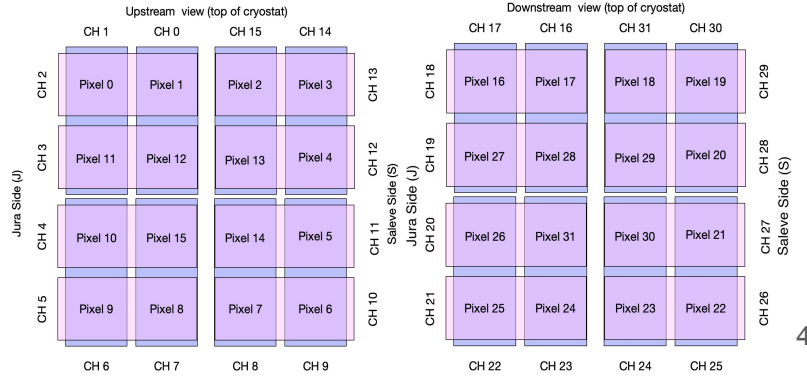 Upstream view (top of cryostat)
CH 1 CH 0 CH 15 CH 14
CH 2 Pixel 0 Pixel 1 Pixel 2 Pixel 3 CH 13
CH 3 Pixel 11 Pixel 12 Pixel 13 Pixel 4 CH 12
Jura Side (J)
Saleve Side (S)
CH 4 Pixel 10 Pixel 15 Pixel 14 Pixel 5 CH 11
CH 5 Pixel 9 Pixel 8 Pixel 7 Pixel 6 CH 10
CH 6 CH 7 CH 8 CH 9
Downstream view (top of cryostat)
CH 17 CH 16 CH 31 CH 30
CH 18 Pixel 16 Pixel 17 Pixel 18 Pixel 19 CH 29
CH 19 Pixel 27 Pixel 28 Pixel 29 Pixel 20 CH 28
Jura Side (J)
Saleve Side (S)
CH 20 Pixel 26 Pixel 31 Pixel 30 Pixel 21 CH 27
CH 21 Pixel 25 Pixel 24 Pixel 23 Pixel 22 CH 26
CH 22 CH 23 CH 24 CH 25
4